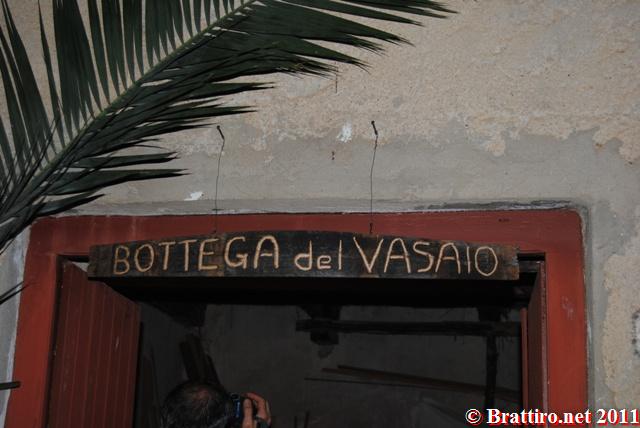 BOTTEGA del VASAIO
© Brattiro.net 2011